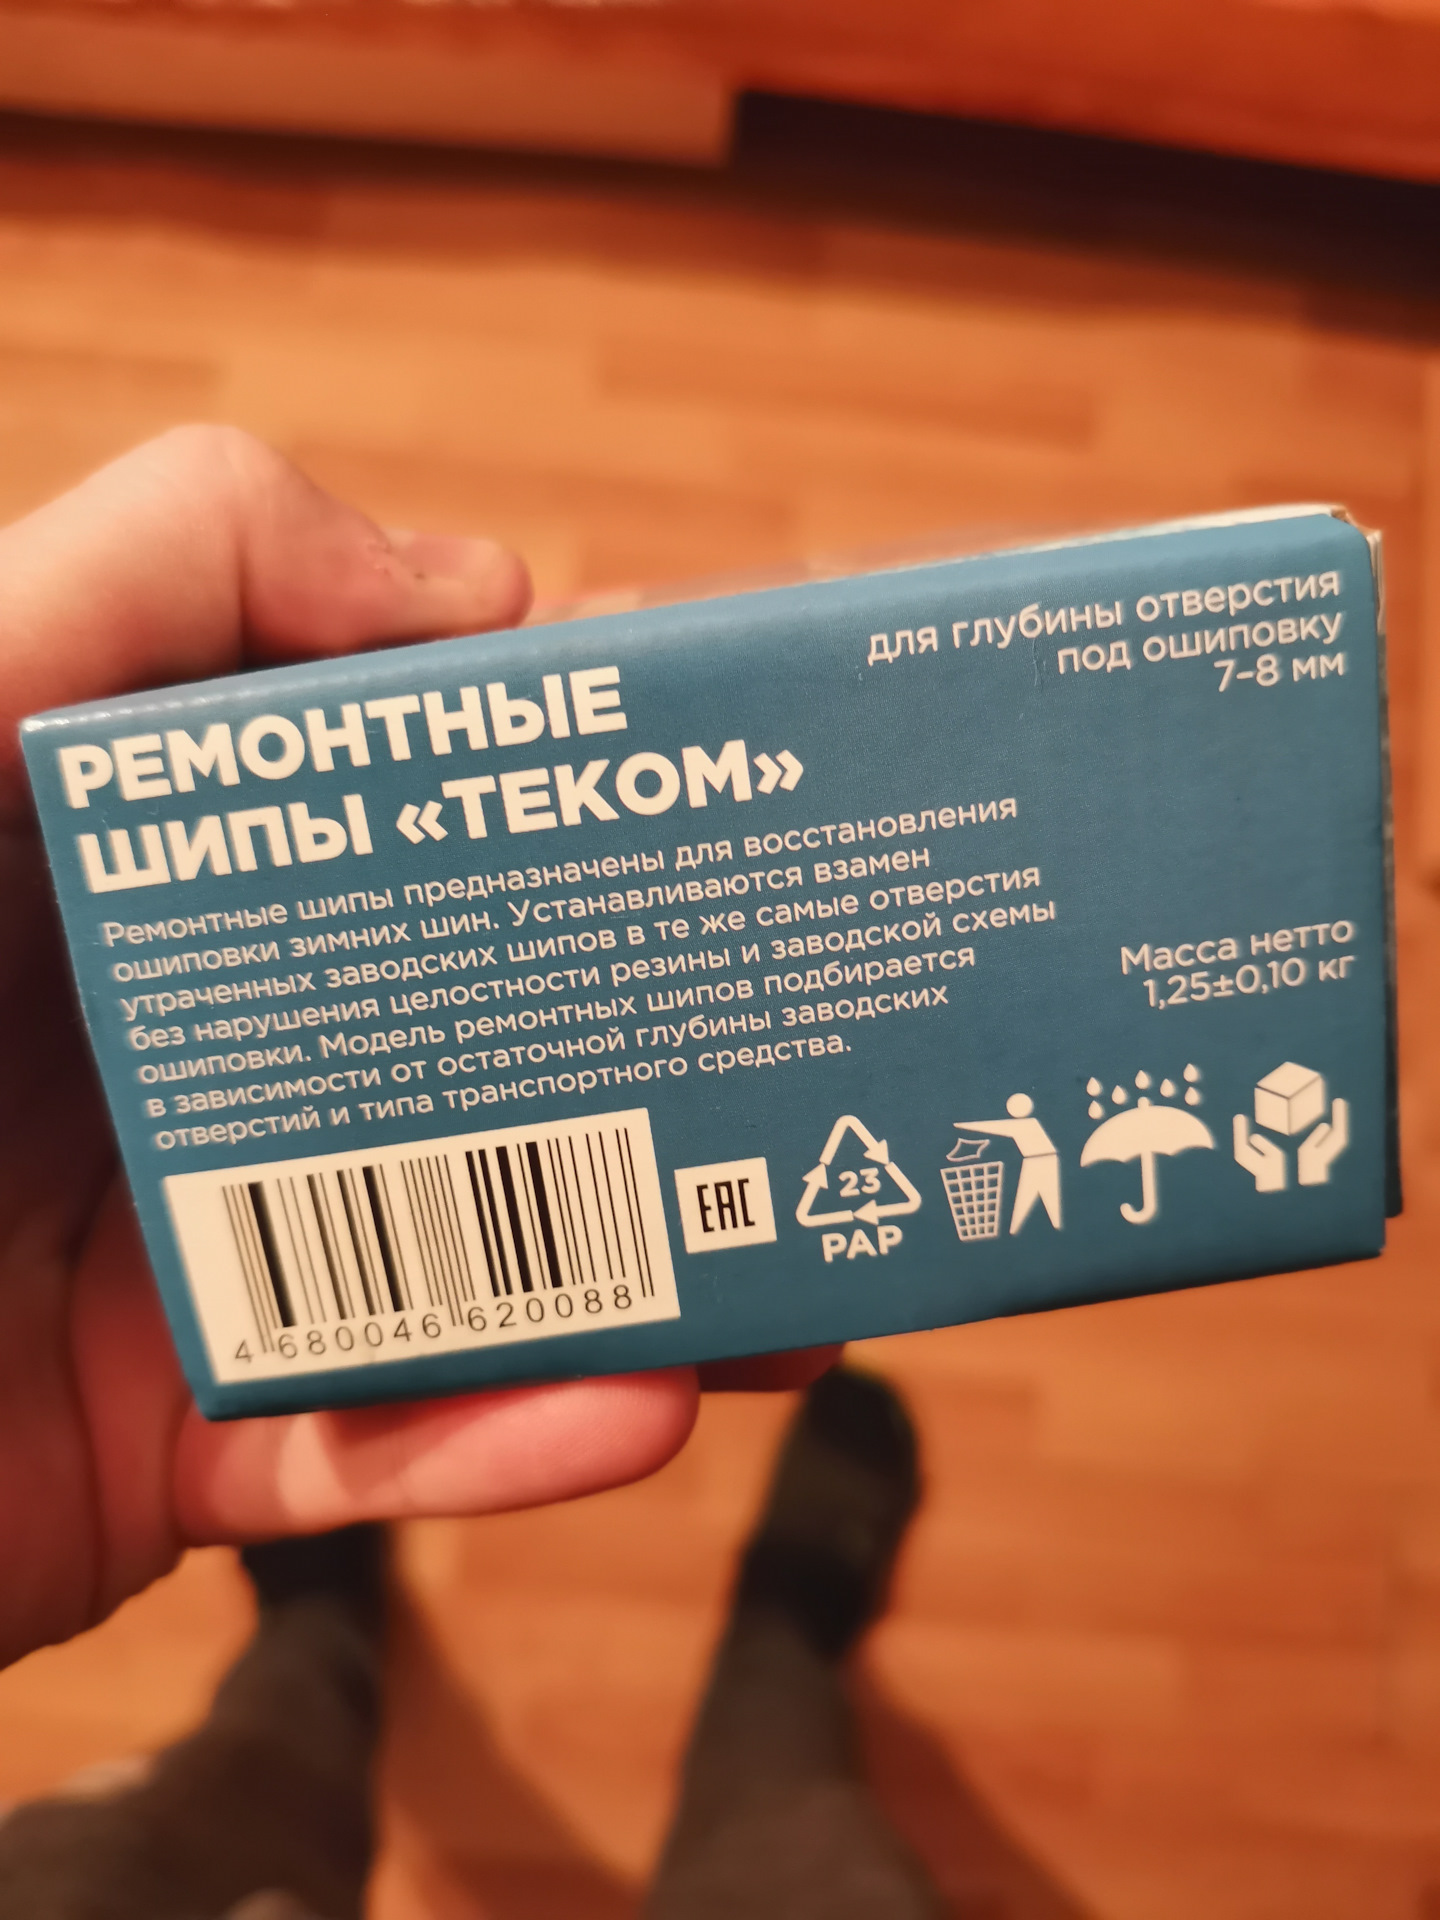 для глубины отверстия
под ошиповку
7-8 мм
РЕМОНТНЫЕ
ШИПЫ «ТЕКОМ»
Ремонтные шипы предназначены для восстановления
ошиповки зимних шин. Устанавливаются взамен
утраченных заводских шипов в те же самые отверстия
без нарушения целостности резины и заводской схемы
ошиповки. Модель ремонтных шипов подбирается
в зависимости от остаточной глубины заводских
отверстий и типа транспортного средства.
Масса нетто
1,25±0,10 кг
4 680046 620088
EAC
23
PAP